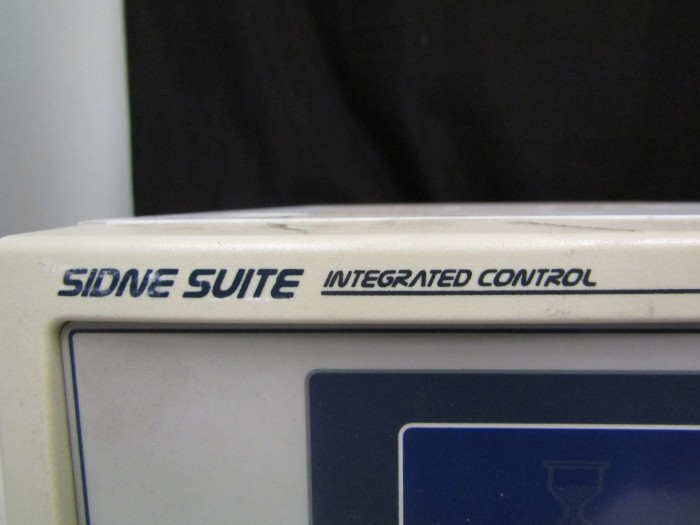 SIDNE SUITE INTEGRATED CONTROL